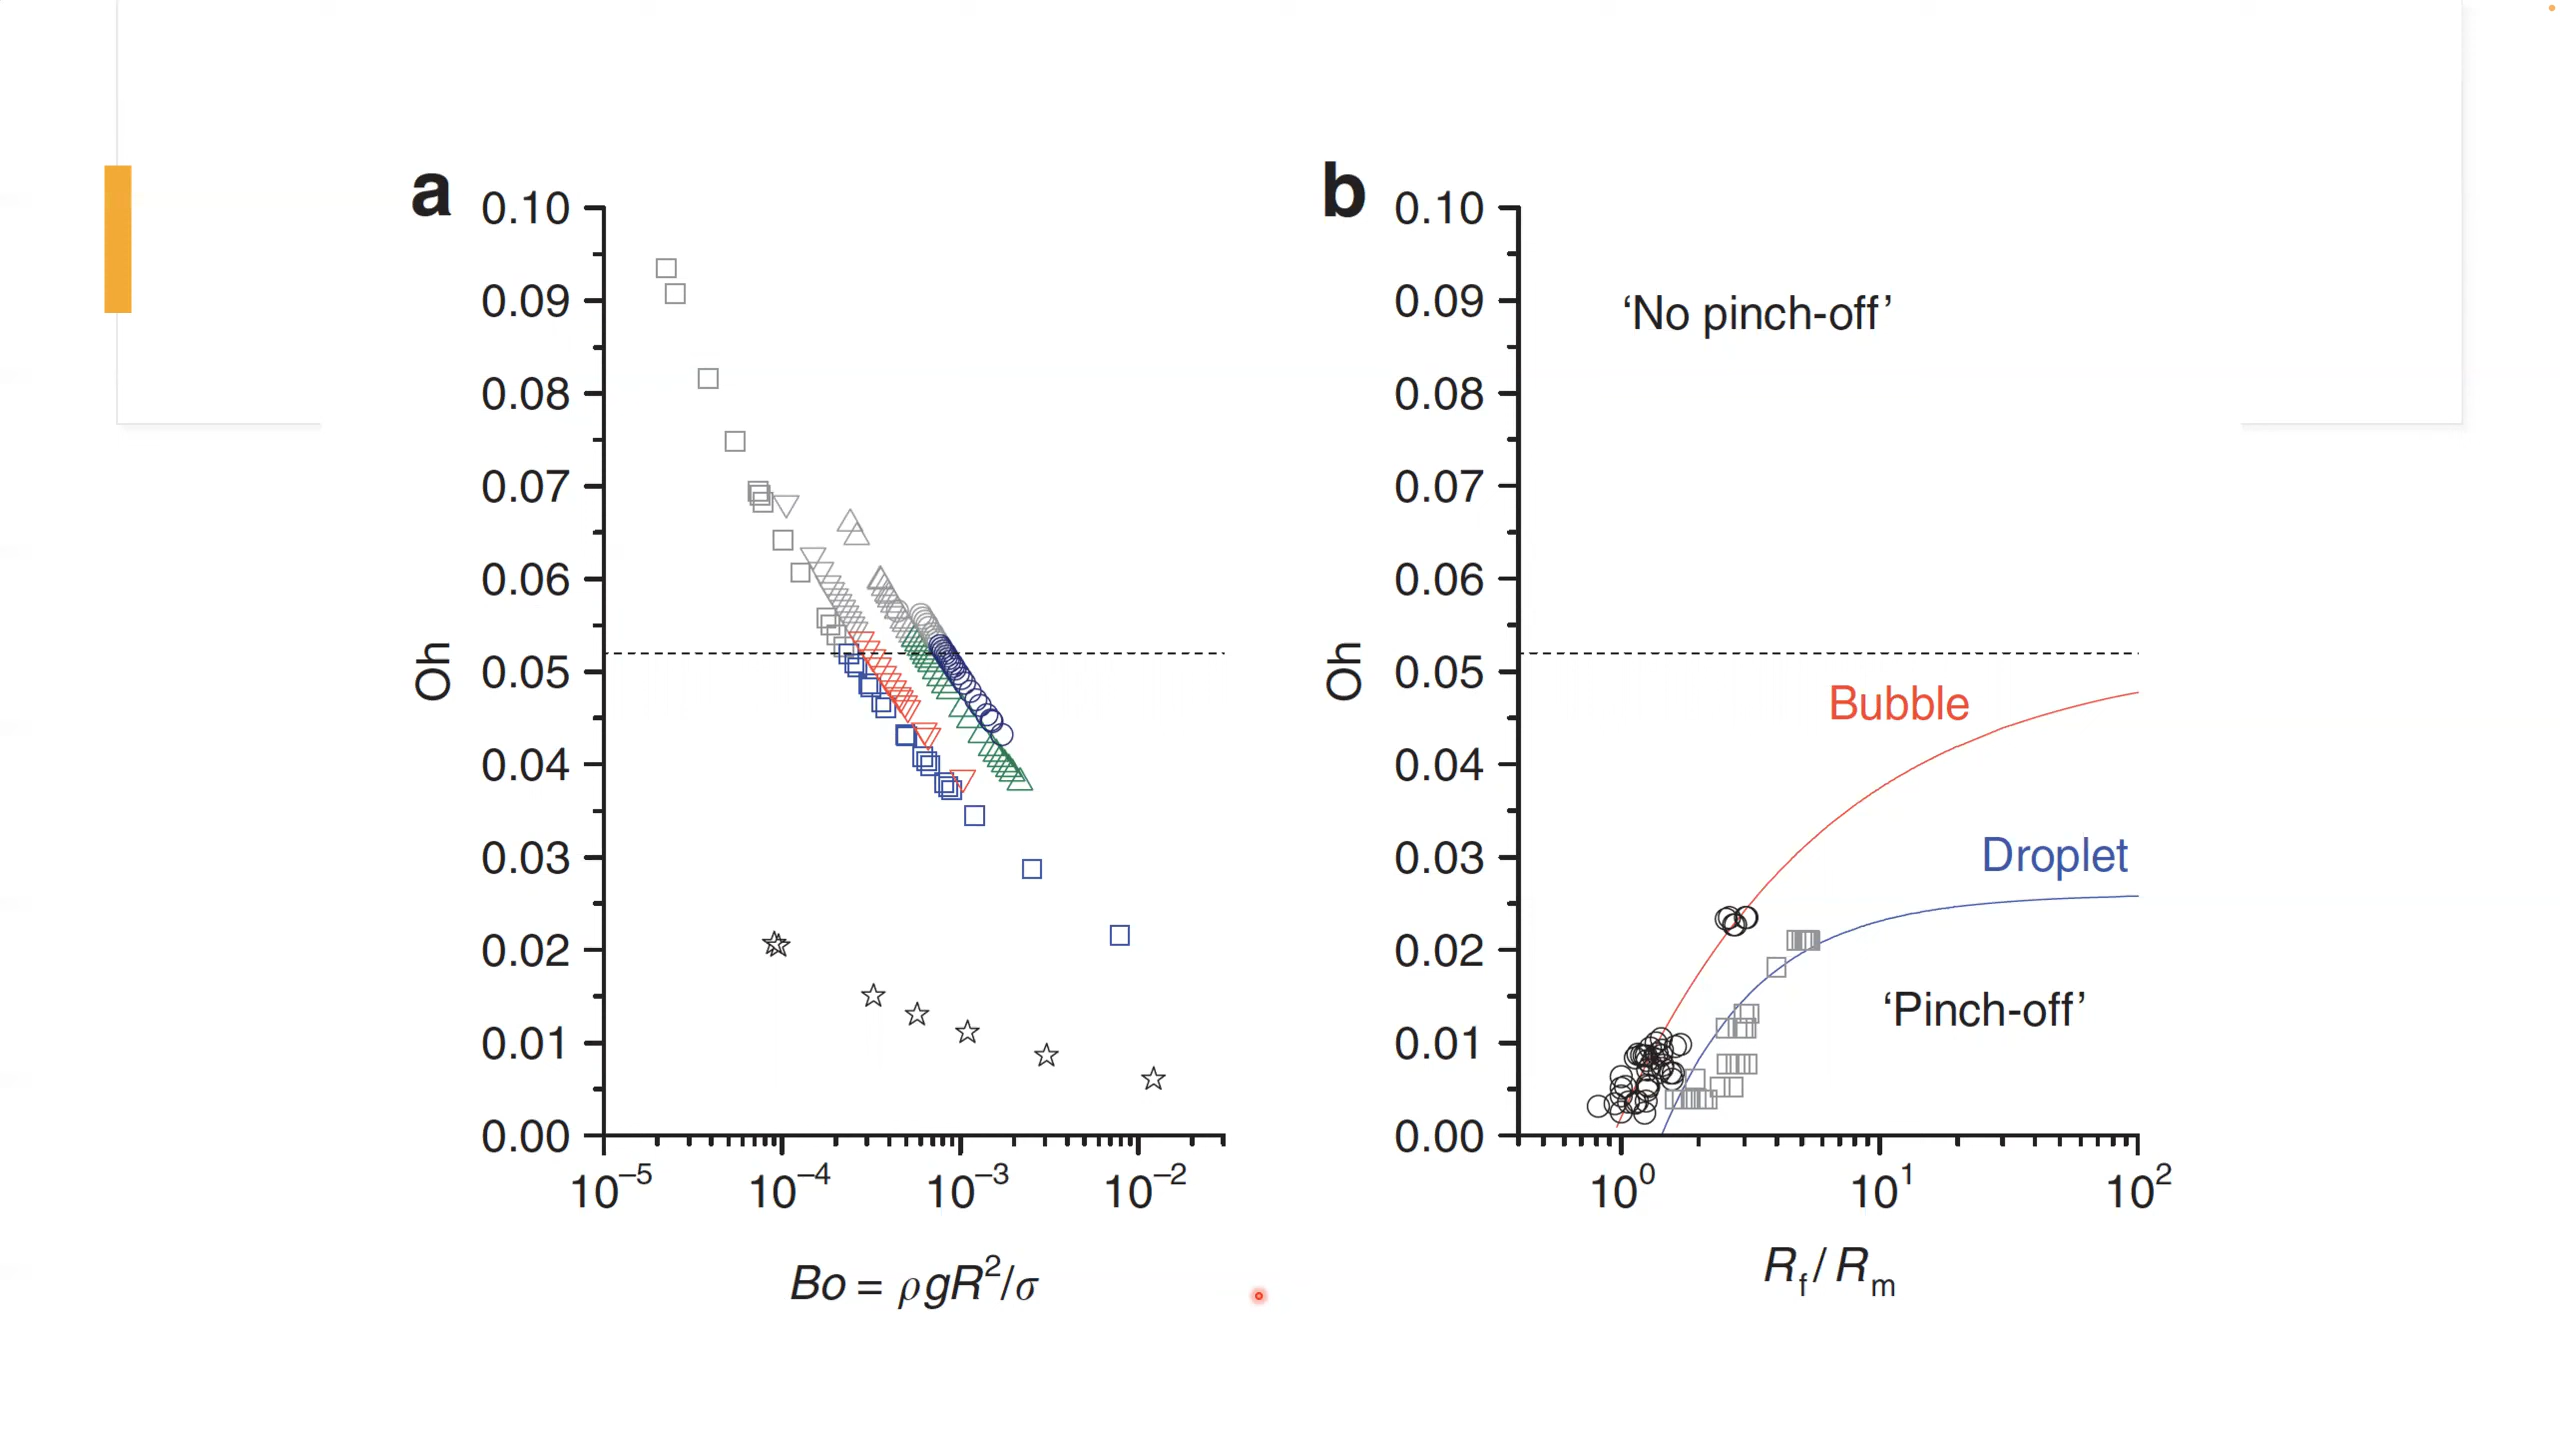 a
0.10
0.09
0.08
0.07
0.06
0.05
0.04
0.03
0.02
0.01
0.00
Oh
10⁻⁵ 10⁻⁴ 10⁻³ 10⁻²
Bo = ρgR²/σ
b
0.10
0.09
0.08
0.07
0.06
0.05
0.04
0.03
0.02
0.01
0.00
Oh
‘No pinch-off’
Bubble
Droplet
‘Pinch-off’
10⁰ 10¹ 10²
R_f/R_m